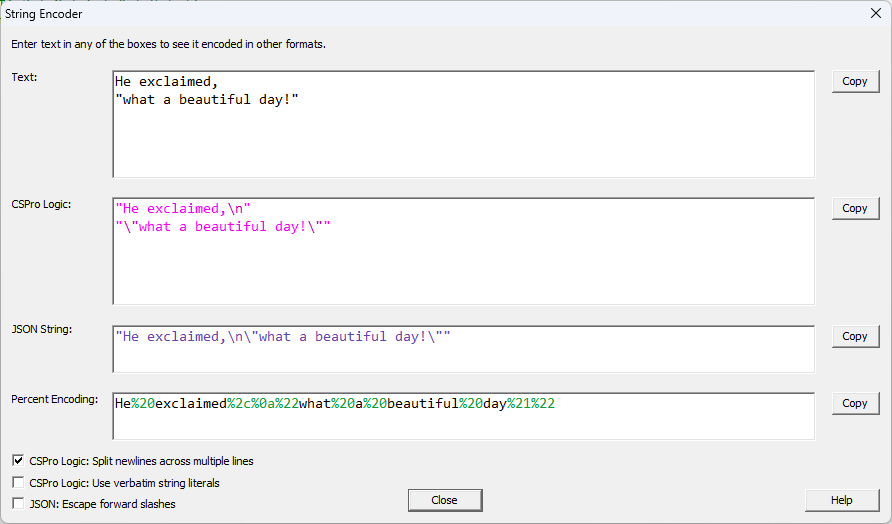 String Encoder
Enter text in any of the boxes to see it encoded in other formats.
Text:
He exclaimed,
"what a beautiful day!"
Copy
CSPro Logic:
"He exclaimed,\n"
"\"what a beautiful day!\""
Copy
JSON String:
"He exclaimed,\n\"what a beautiful day!\""
Copy
Percent Encoding:
He%20exclaimed%2c%0a%22what%20a%20beautiful%20day%21%22
Copy
CSPro Logic: Split newlines across multiple lines
CSPro Logic: Use verbatim string literals
JSON: Escape forward slashes
Close
Help